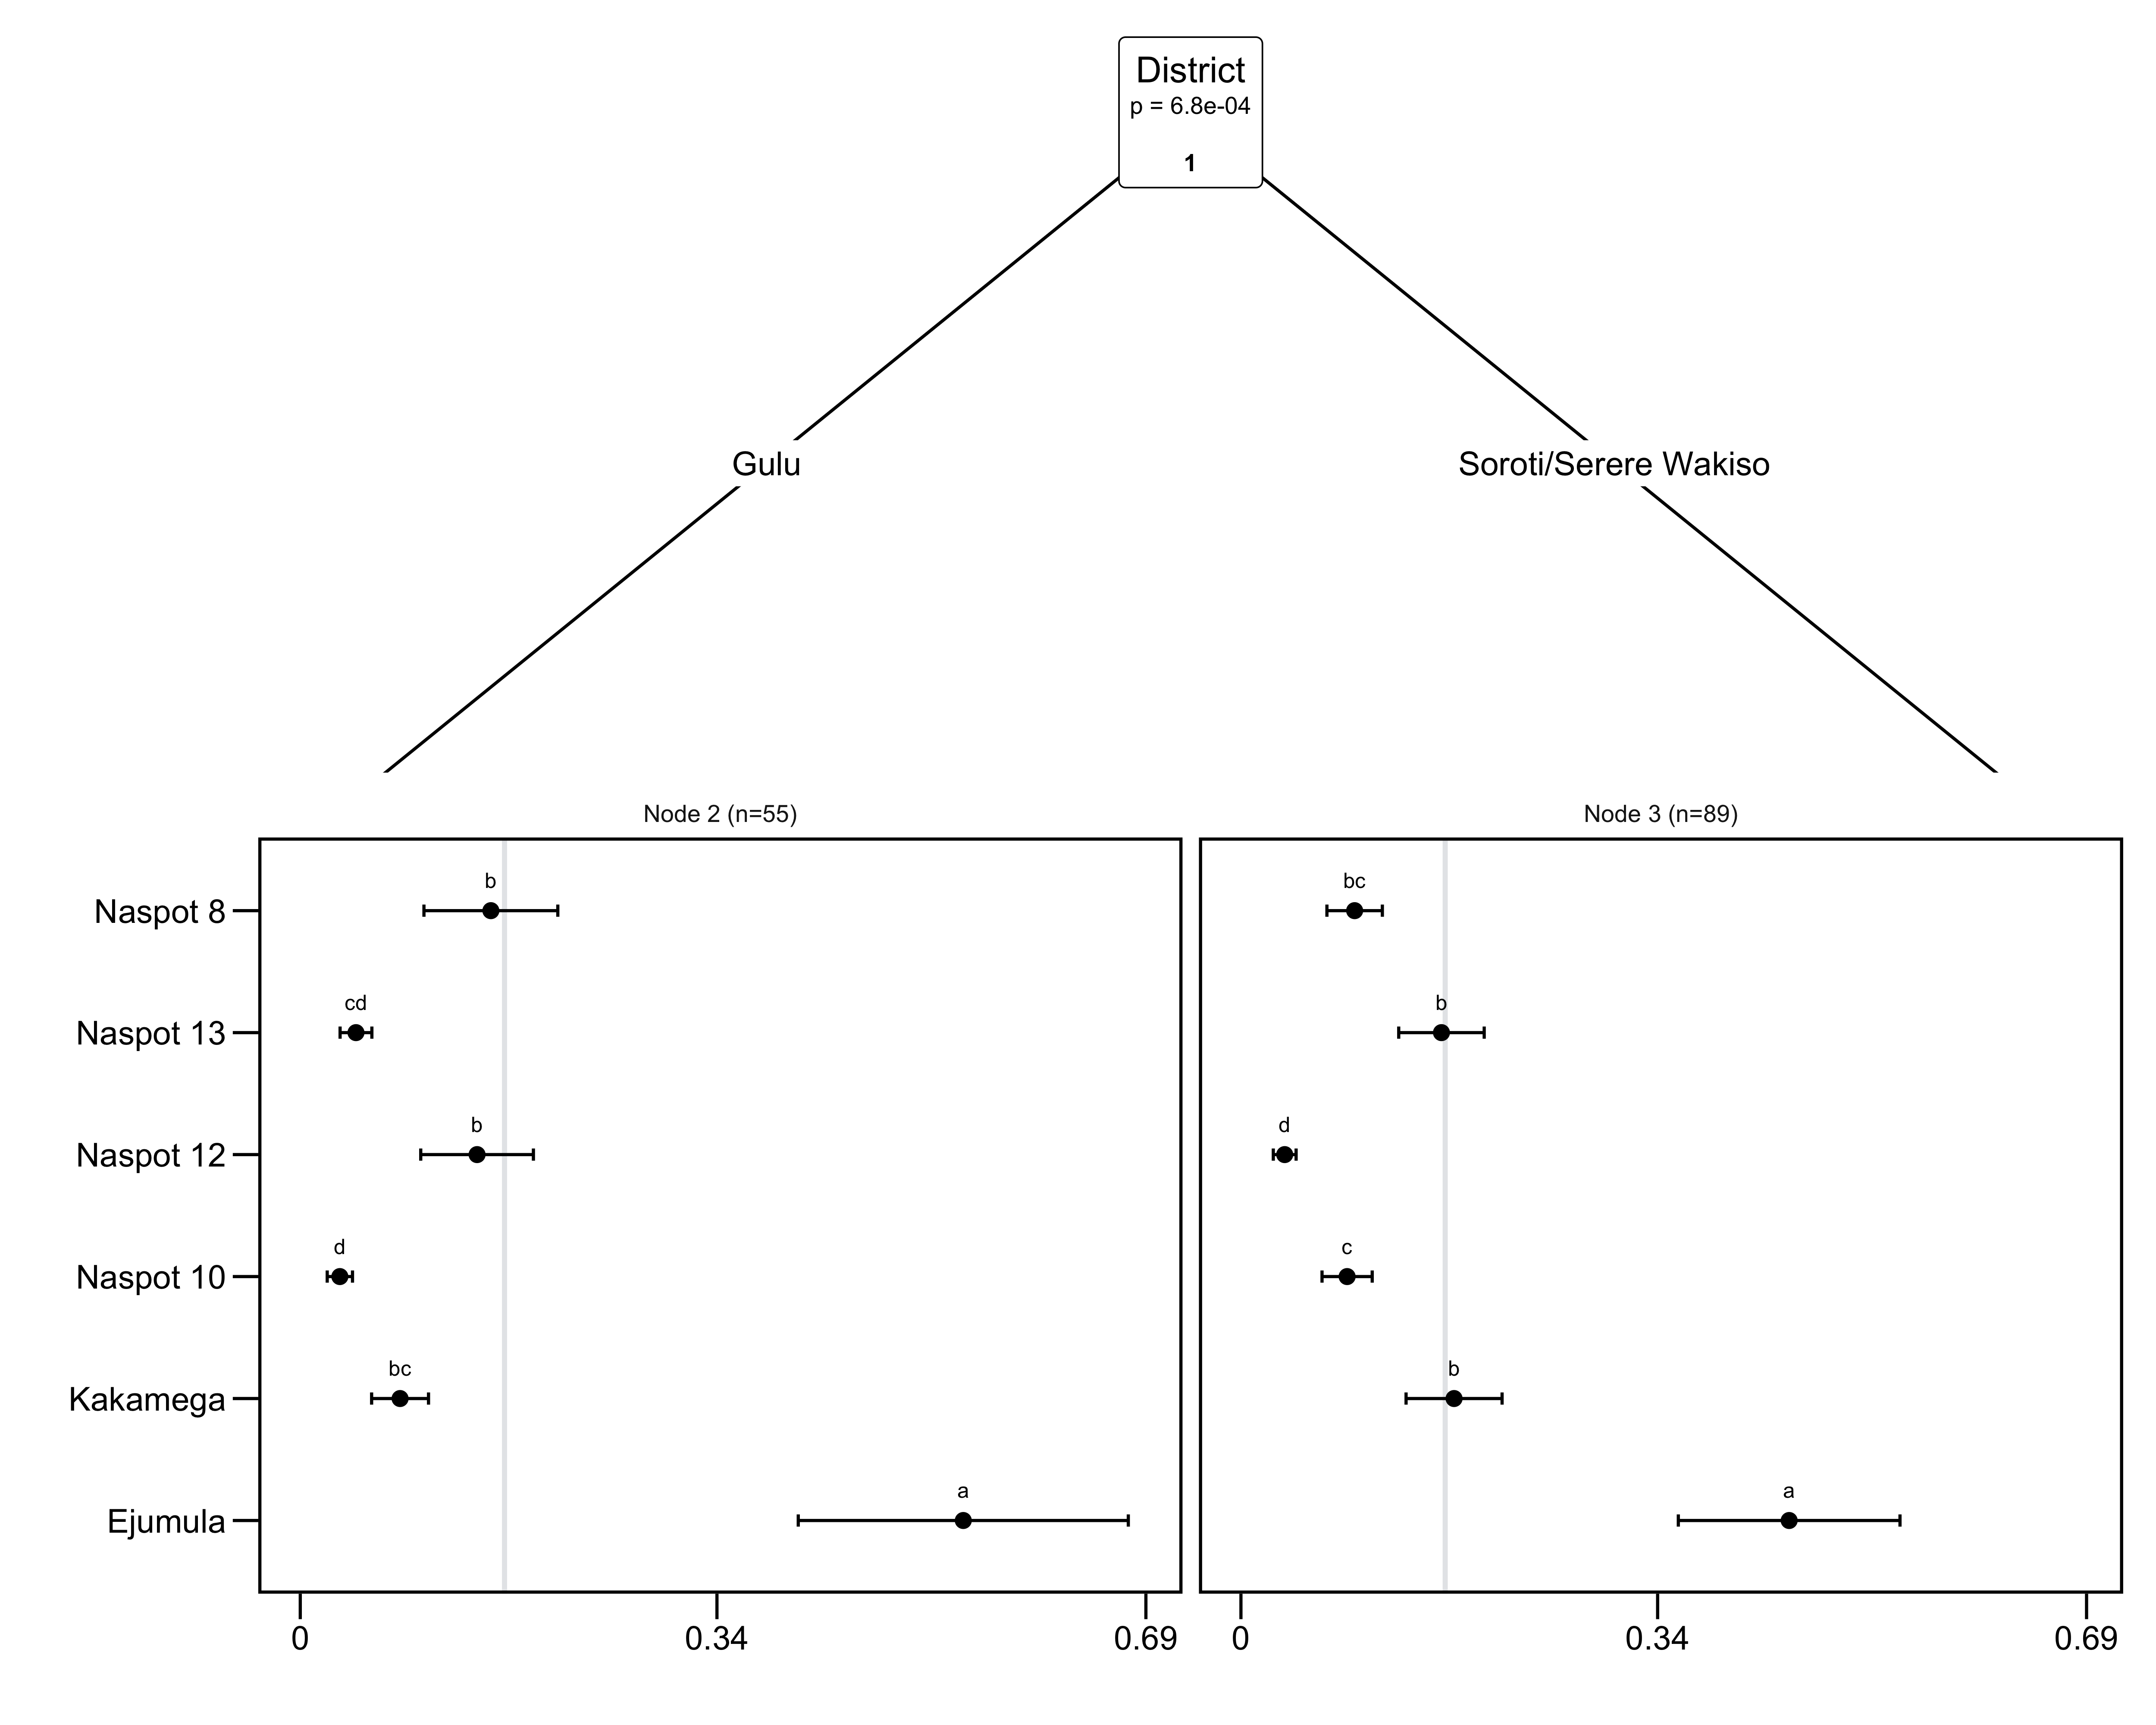 District
p = 6.8e-04
1
Gulu
Soroti/Serere Wakiso
Node 2 (n=55)
Node 3 (n=89)
Naspot 8
b
bc
Naspot 13
cd
b
Naspot 12
b
d
Naspot 10
d
c
Kakamega
bc
b
Ejumula
a
a
0 0.34 0.69
0 0.34 0.69